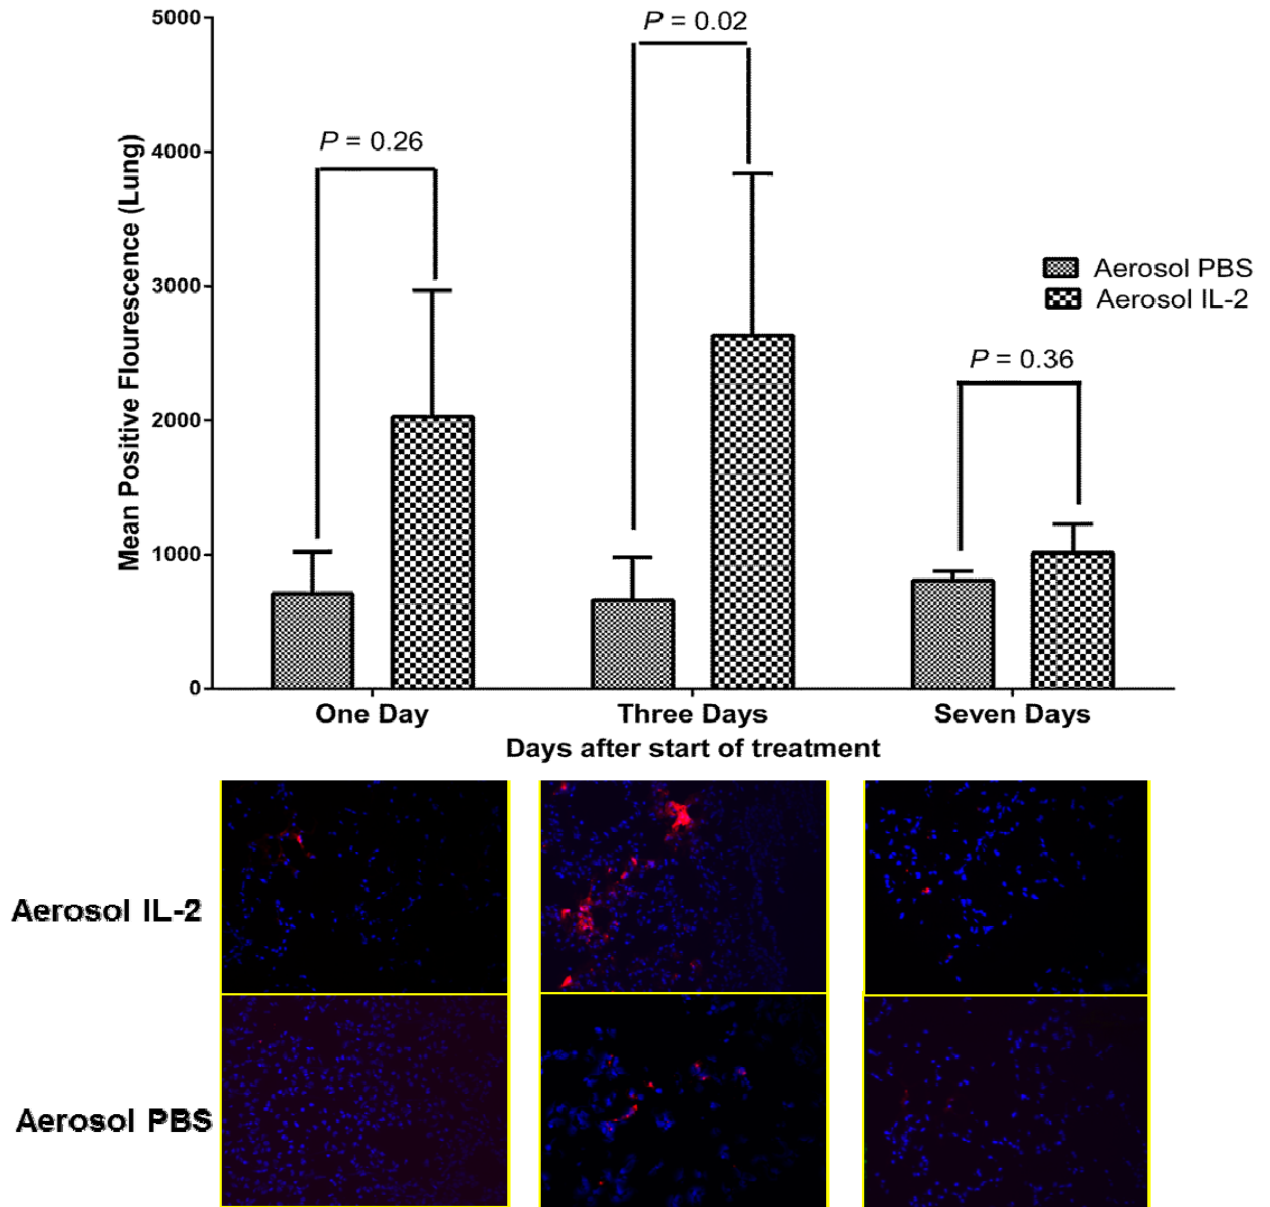 5000
P = 0.02
4000
P = 0.26
3000
Aerosol PBS
Aerosol IL-2
P = 0.36
2000
1000
0
Mean Positive Flourescence (Lung)
One Day
Three Days
Seven Days
Days after start of treatment
Aerosol IL-2
Aerosol PBS